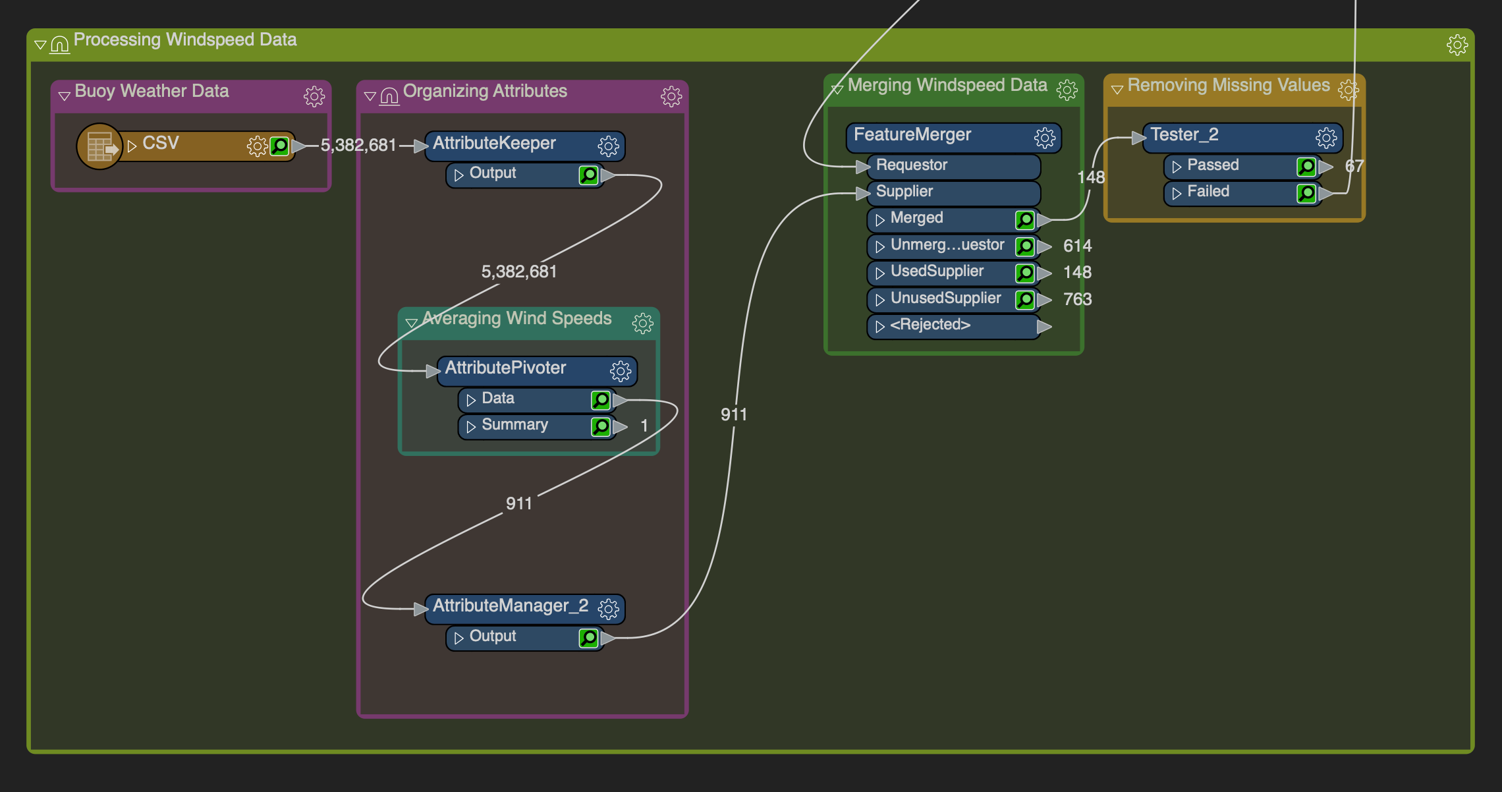 Processing Windspeed Data
Buoy Weather Data
CSV
5,382,681
Organizing Attributes
AttributeKeeper
Output
5,382,681
Averaging Wind Speeds
AttributePivoter
Data
Summary
1
911
AttributeManager_2
Output
911
Merging Windspeed Data
FeatureMerger
Requestor
Supplier
Merged
148
Unmerg...uestor
614
UsedSupplier
148
UnusedSupplier
763
<Rejected>
Removing Missing Values
Tester_2
Passed
67
Failed